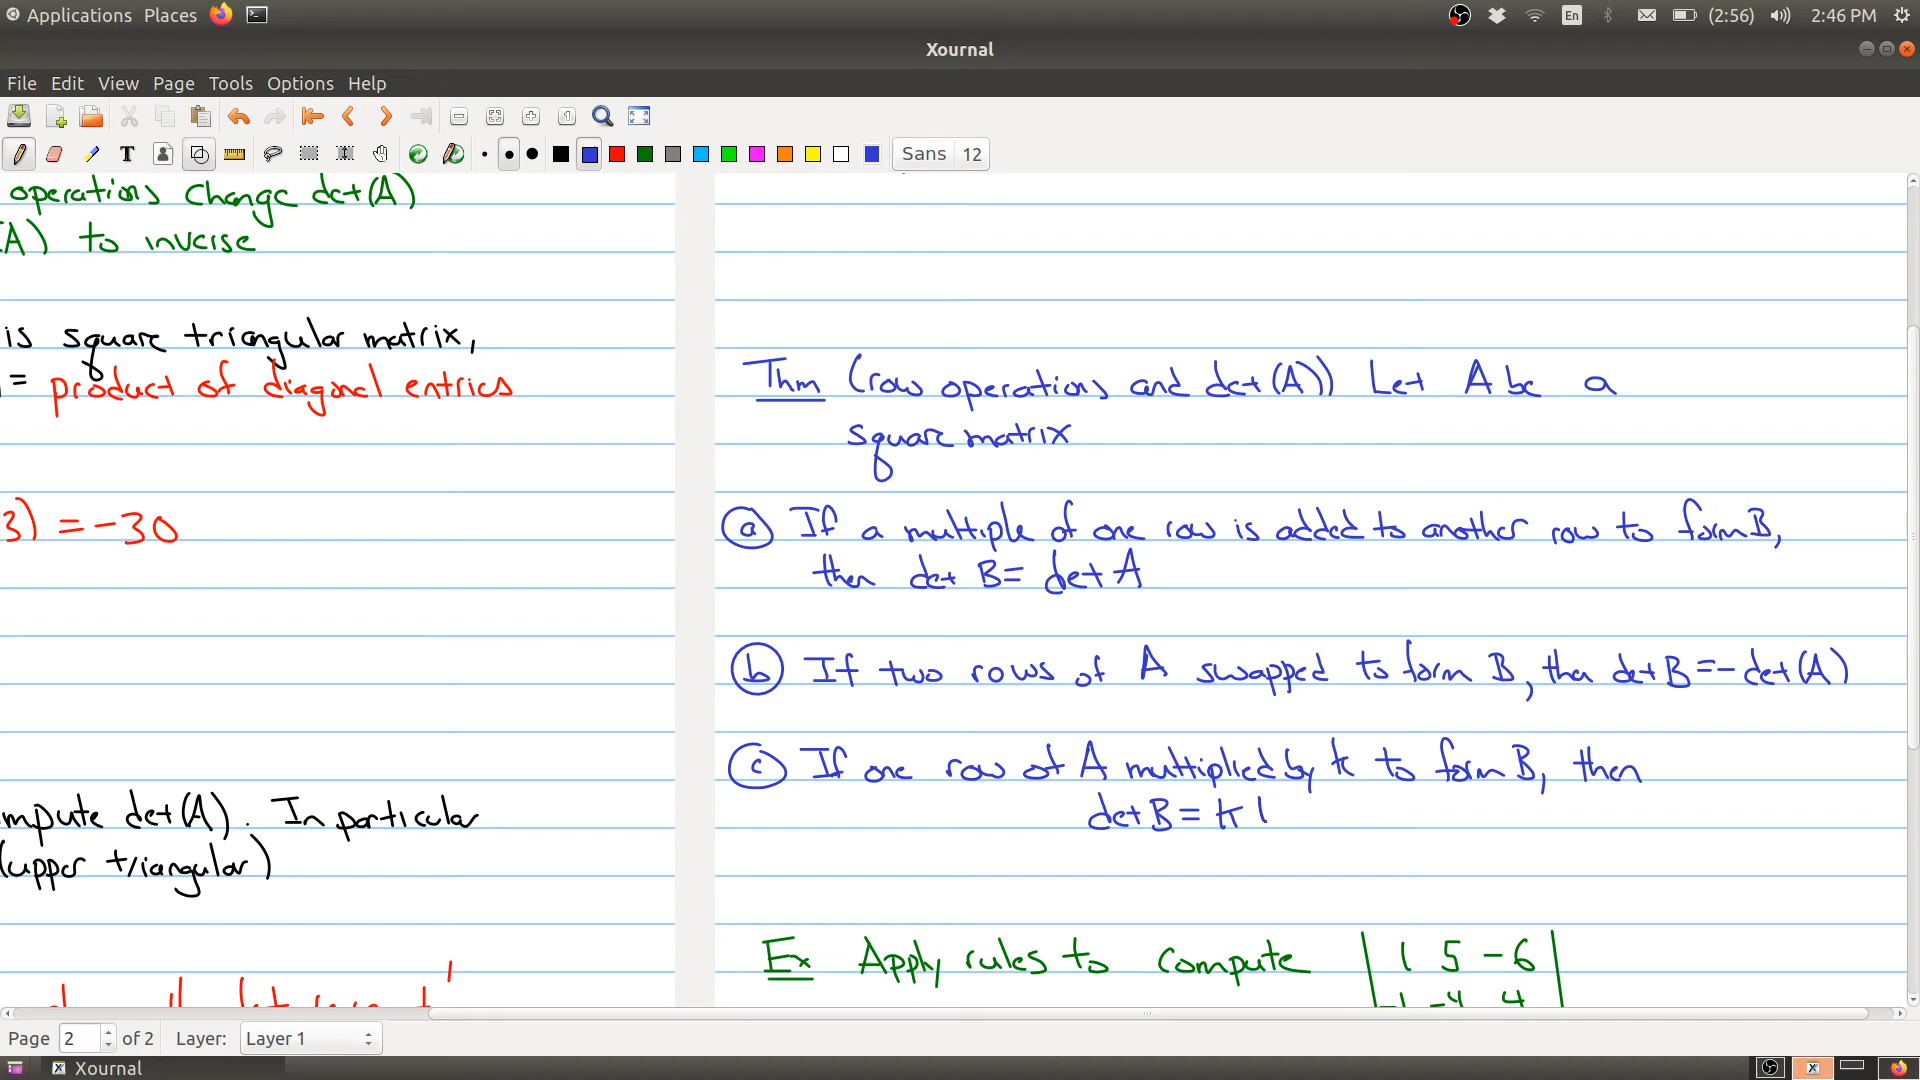 Applications Places
En (2:56) 2:46 PM
Xournal
File Edit View Page Tools Options Help
T Sans 12
operations change det(A)
A) to inverse
is square triangular matrix,
= product of diagonal entries
3) = -30
mpute det(A). In particular
(upper triangular)
Thm (row operations and det(A)) Let A be a
square matrix
(a) If a multiple of one row is added to another row to form B,
then det B = det A
(b) If two rows of A swapped to form B, then det B = - det(A)
(c) If one row of A multiplied by k to form B, then
det B = k
Ex Apply rules to compute | 1 5 -6 |
-1 -4 4
Page 2 of 2 Layer: Layer 1
Xournal